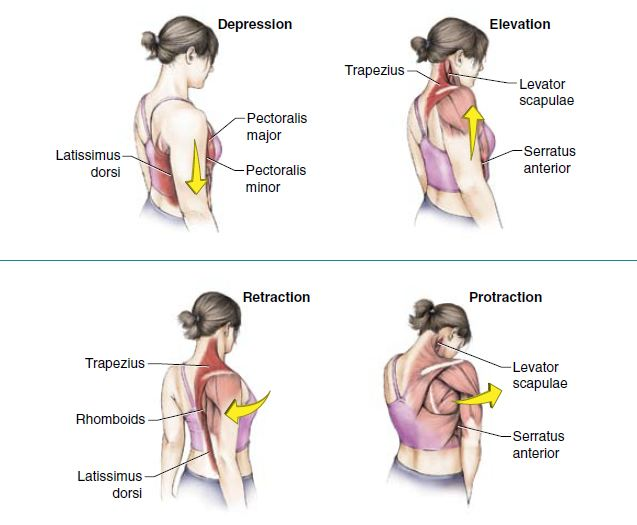 Depression
Pectoralis
major
Latissimus
dorsi
Pectoralis
minor
Elevation
Trapezius
Levator
scapulae
Serratus
anterior
Retraction
Trapezius
Rhomboids
Latissimus
dorsi
Protraction
Levator
scapulae
Serratus
anterior